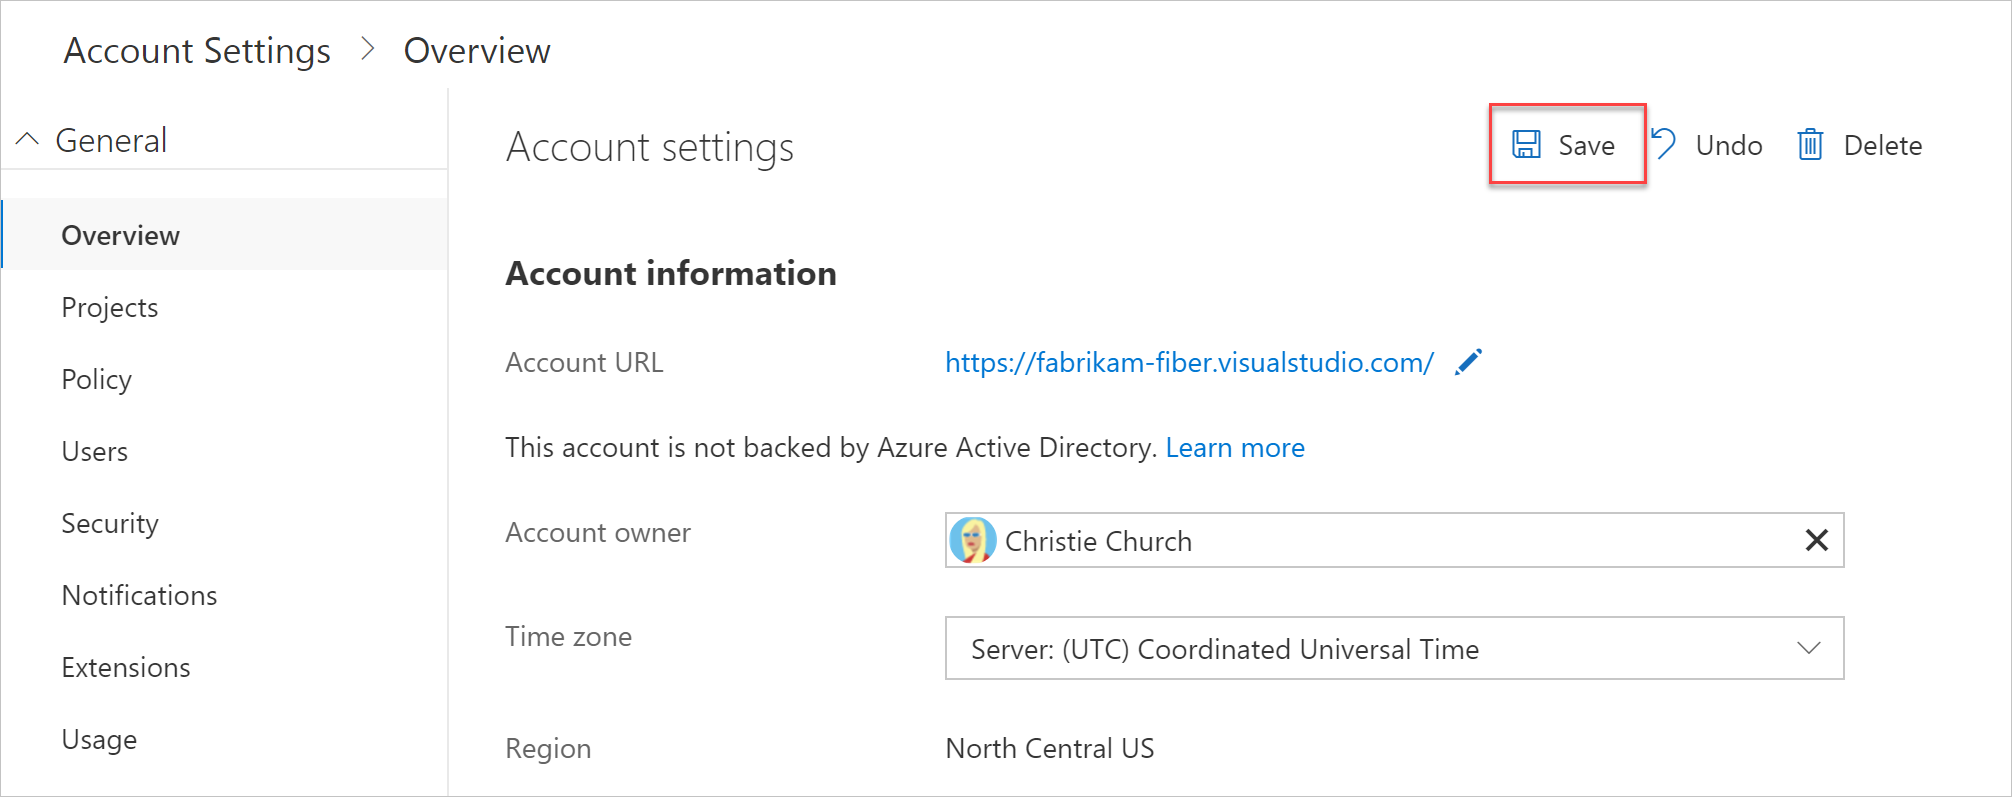 Account Settings > Overview
General
Overview
Projects
Policy
Users
Security
Notifications
Extensions
Usage
Account settings
Save Undo Delete
Account information
Account URL https://fabrikam-fiber.visualstudio.com/
This account is not backed by Azure Active Directory. Learn more
Account owner Christie Church
Time zone Server: (UTC) Coordinated Universal Time
Region North Central US